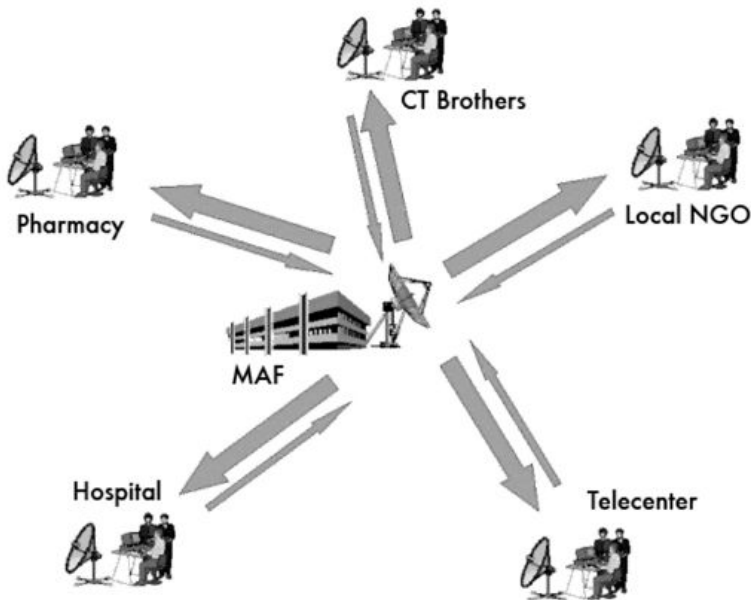 CT Brothers
Pharmacy
Local NGO
MAF
Hospital
Telecenter